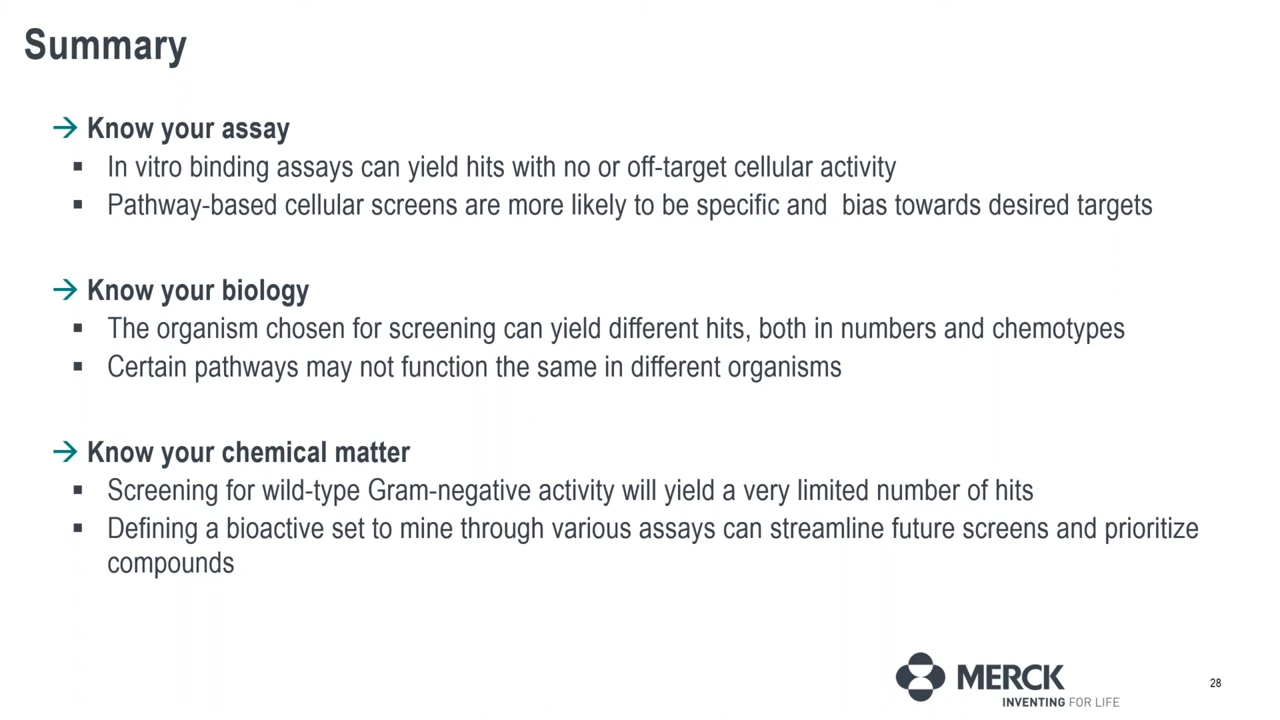 Summary
→ Know your assay
▪ In vitro binding assays can yield hits with no or off-target cellular activity
▪ Pathway-based cellular screens are more likely to be specific and  bias towards desired targets
→ Know your biology
▪ The organism chosen for screening can yield different hits, both in numbers and chemotypes
▪ Certain pathways may not function the same in different organisms
→ Know your chemical matter
▪ Screening for wild-type Gram-negative activity will yield a very limited number of hits
▪ Defining a bioactive set to mine through various assays can streamline future screens and prioritize
compounds
MERCK
INVENTING FOR LIFE
28